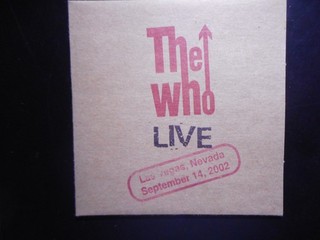 The
Who
LIVE
Las Vegas, Nevada
September 14, 2002